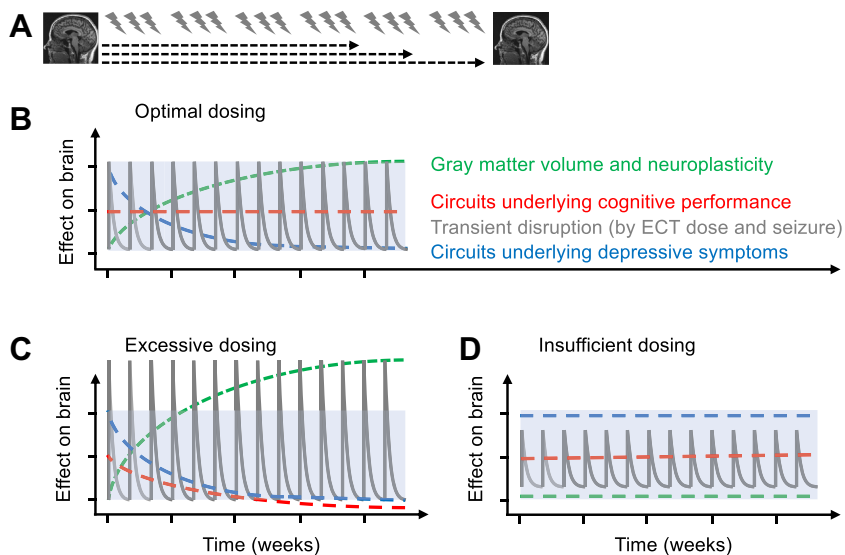 A
B
Optimal dosing
Effect on brain
Gray matter volume and neuroplasticity
Circuits underlying cognitive performance
Transient disruption (by ECT dose and seizure)
Circuits underlying depressive symptoms
C
Excessive dosing
Effect on brain
Time (weeks)
D
Insufficient dosing
Effect on brain
Time (weeks)